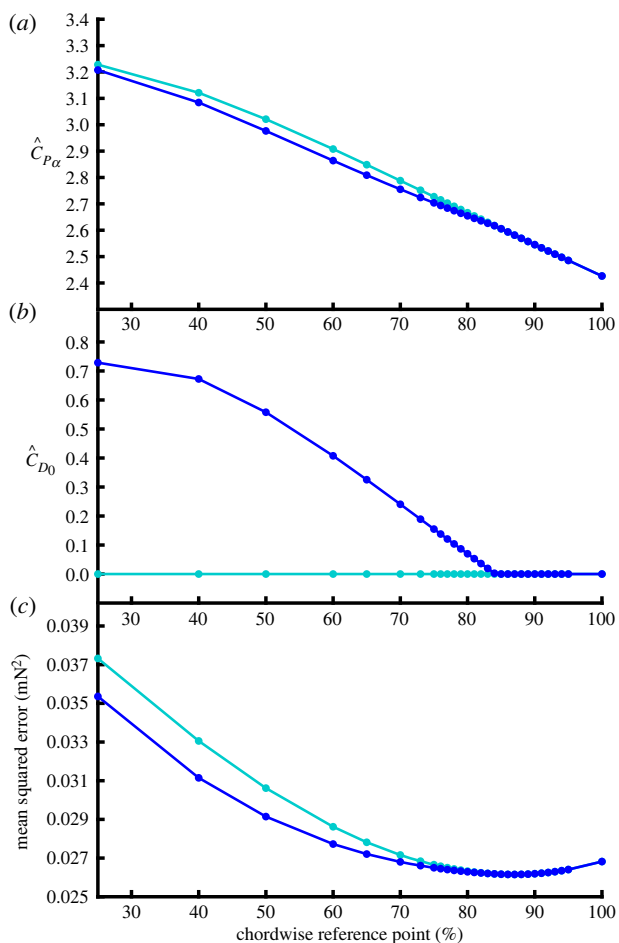 (a)
3.4
3.3
3.2
3.1
3.0
2.9
2.8
2.7
2.6
2.5
2.4
Ĉ_Pα
30 40 50 60 70 80 90 100
(b)
0.8
0.7
0.6
0.5
0.4
0.3
0.2
0.1
0.0
Ĉ_D0
30 40 50 60 70 80 90 100
(c)
0.039
0.037
0.035
0.033
0.031
0.029
0.027
0.025
mean squared error (mN²)
30 40 50 60 70 80 90 100
chordwise reference point (%)